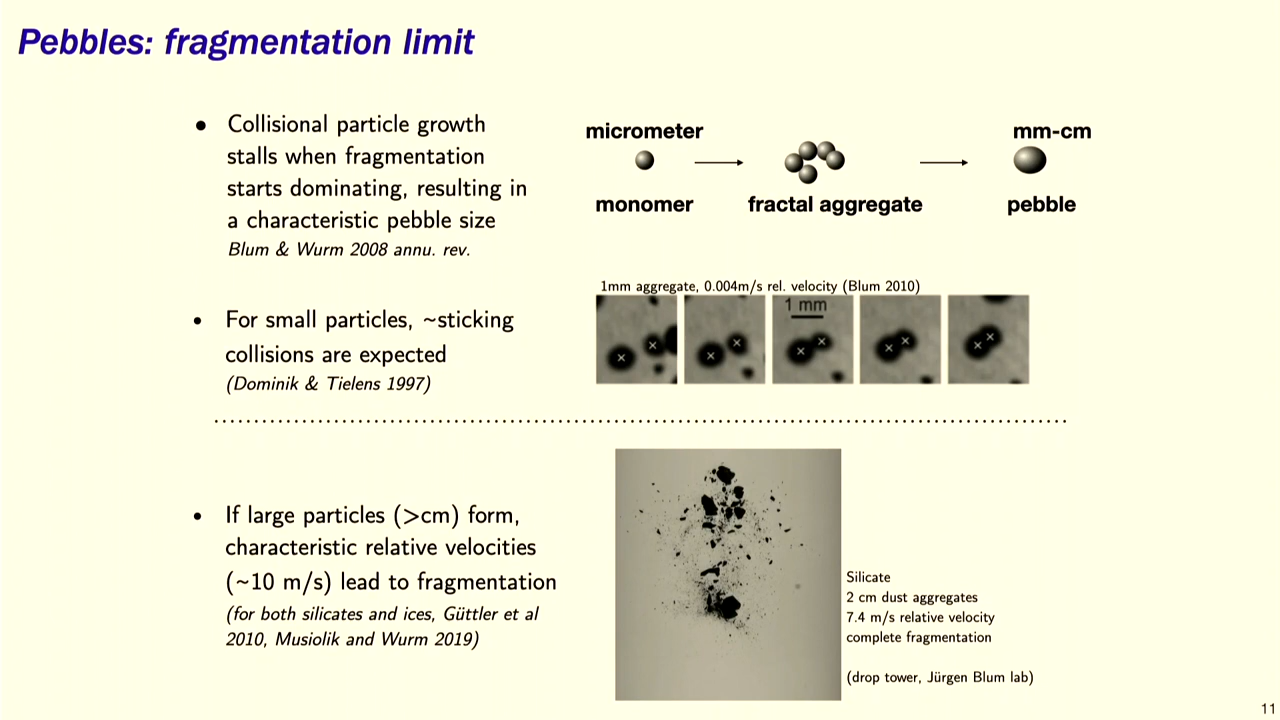 Pebbles: fragmentation limit
• Collisional particle growth
stalls when fragmentation
starts dominating, resulting in
a characteristic pebble size
Blum & Wurm 2008 annu. rev.
micrometer
mm-cm
monomer
fractal aggregate
pebble
• For small particles, ~sticking
collisions are expected
(Dominik & Tielens 1997)
1mm aggregate, 0.004m/s rel. velocity (Blum 2010)
1 mm
• If large particles (>cm) form,
characteristic relative velocities
(~10 m/s) lead to fragmentation
(for both silicates and ices, Güttler et al
2010, Musiolik and Wurm 2019)
Silicate
2 cm dust aggregates
7.4 m/s relative velocity
complete fragmentation
(drop tower, Jürgen Blum lab)
11